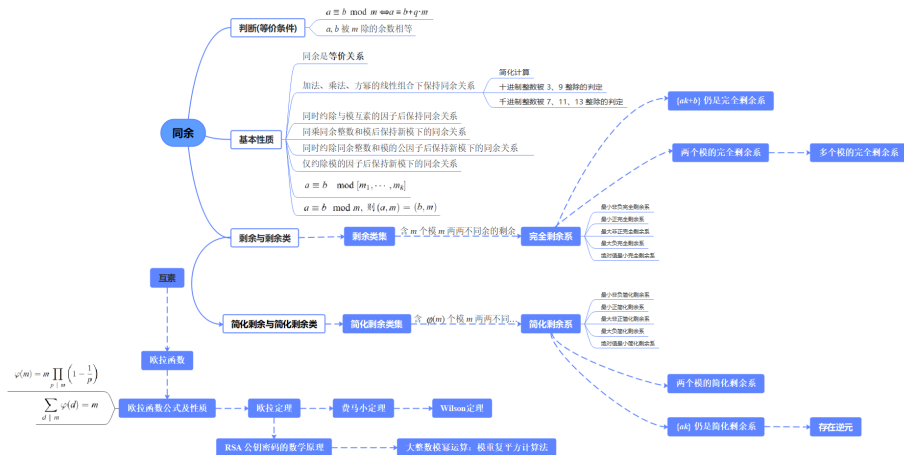 同余
判断(等价条件)
a ≡ b mod m ⇔ a = b+q·m
a, b 被 m 除的余数相等
基本性质
同余是等价关系
加法、乘法、方幂的线性组合下保持同余关系
简化计算
十进制整数被 3、9 整除的判定
千进制整数被 7、11、13 整除的判定
同时约除与模互素的因子后保持同余关系
同乘同余整数和模后保持新模下的同余关系
同时约除同余整数和模的公因子后保持新模下的同余关系
仅约除模的因子后保持新模下的同余关系
a ≡ b mod [m₁, ⋯, mₖ]
a ≡ b mod m, 则 (a, m) = (b, m)
剩余与剩余类
剩余类集
含 m 个模 m 两两不同余的剩余
完全剩余系
{ak+b} 仍是完全剩余系
两个模的完全剩余系
多个模的完全剩余系
最小非负完全剩余系
最小正完全剩余系
最大非正完全剩余系
最大负完全剩余系
绝对值最小完全剩余系
互素
简化剩余与简化剩余类
简化剩余类集
含 φ(m) 个模 m 两两不同...
简化剩余系
最小非负简化剩余系
最小正简化剩余系
最大非正简化剩余系
最大负简化剩余系
绝对值最小简化剩余系
两个模的简化剩余系
{ak} 仍是简化剩余系
存在逆元
欧拉函数
φ(m) = m ∏_{p | m} (1 − 1/p)
∑_{d | m} φ(d) = m
欧拉函数公式及性质
欧拉定理
费马小定理
Wilson定理
RSA 公钥密码的数学原理
大整数模幂运算：模重复平方计算法